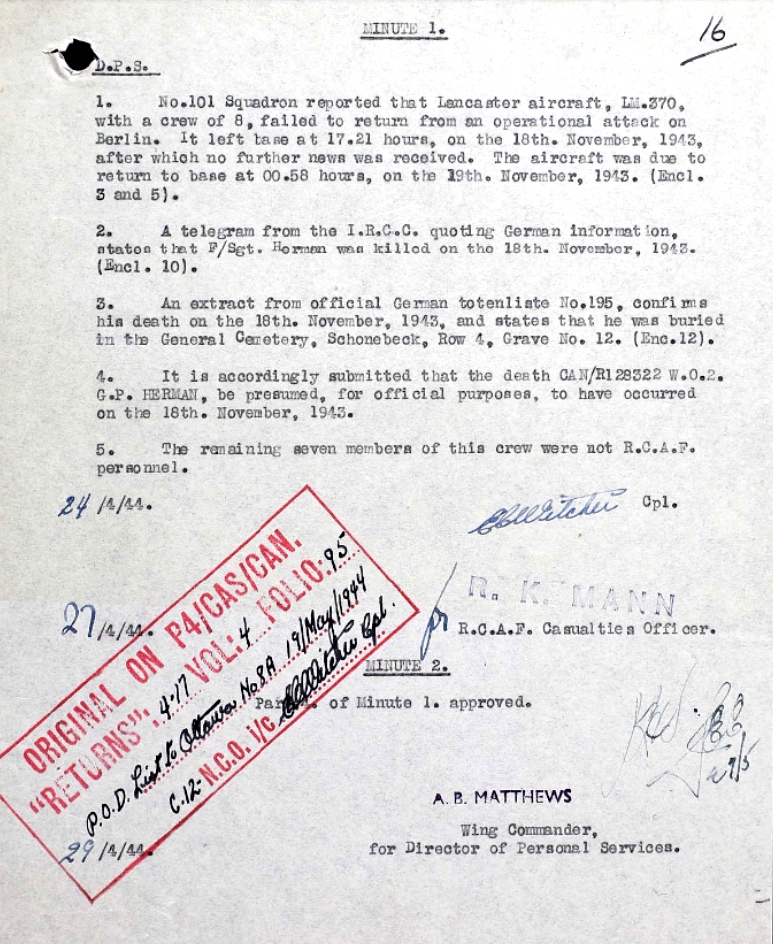 MINUTE 1.
16
D.P.S.
1. No.101 Squadron reported that Lancaster aircraft, LM.370,
with a crew of 8, failed to return from an operational attack on
Berlin. It left base at 17.21 hours, on the 18th. November, 1943,
after which no further news was received. The aircraft was due to
return to base at 00.58 hours, on the 19th. November, 1943. (Encl.
3 and 5).
2. A telegram from the I.R.C.C. quoting German information,
states that F/Sgt. Herman was killed on the 18th. November, 1943.
(Encl. 10).
3. An extract from official German totenliste No.195, confirms
his death on the 18th. November, 1943, and states that he was buried
in the General Cemetery, Schonebeck, Row 4, Grave No. 12. (Enc.12).
4. It is accordingly submitted that the death CAN/R128322 W.O.2.
G.P. HERMAN, be presumed, for official purposes, to have occurred
on the 18th. November, 1943.
5. The remaining seven members of this crew were not R.C.A.F.
personnel.
24/4/44.
Cpl.
R. K. MANN
27/4/44.
for R.C.A.F. Casualties Officer.
ORIGINAL ON P4/CAS/CAN.
"RETURNS". 4.17 VOL: 4 FOLIO: 95
P.O.D. List to Ottawa No 8A 19/May/1944
C.12- N.C.O. i/c Cpl.
MINUTE 2.
of Minute 1. approved.
29/4/44.
A. B. MATTHEWS
Wing Commander,
for Director of Personal Services.